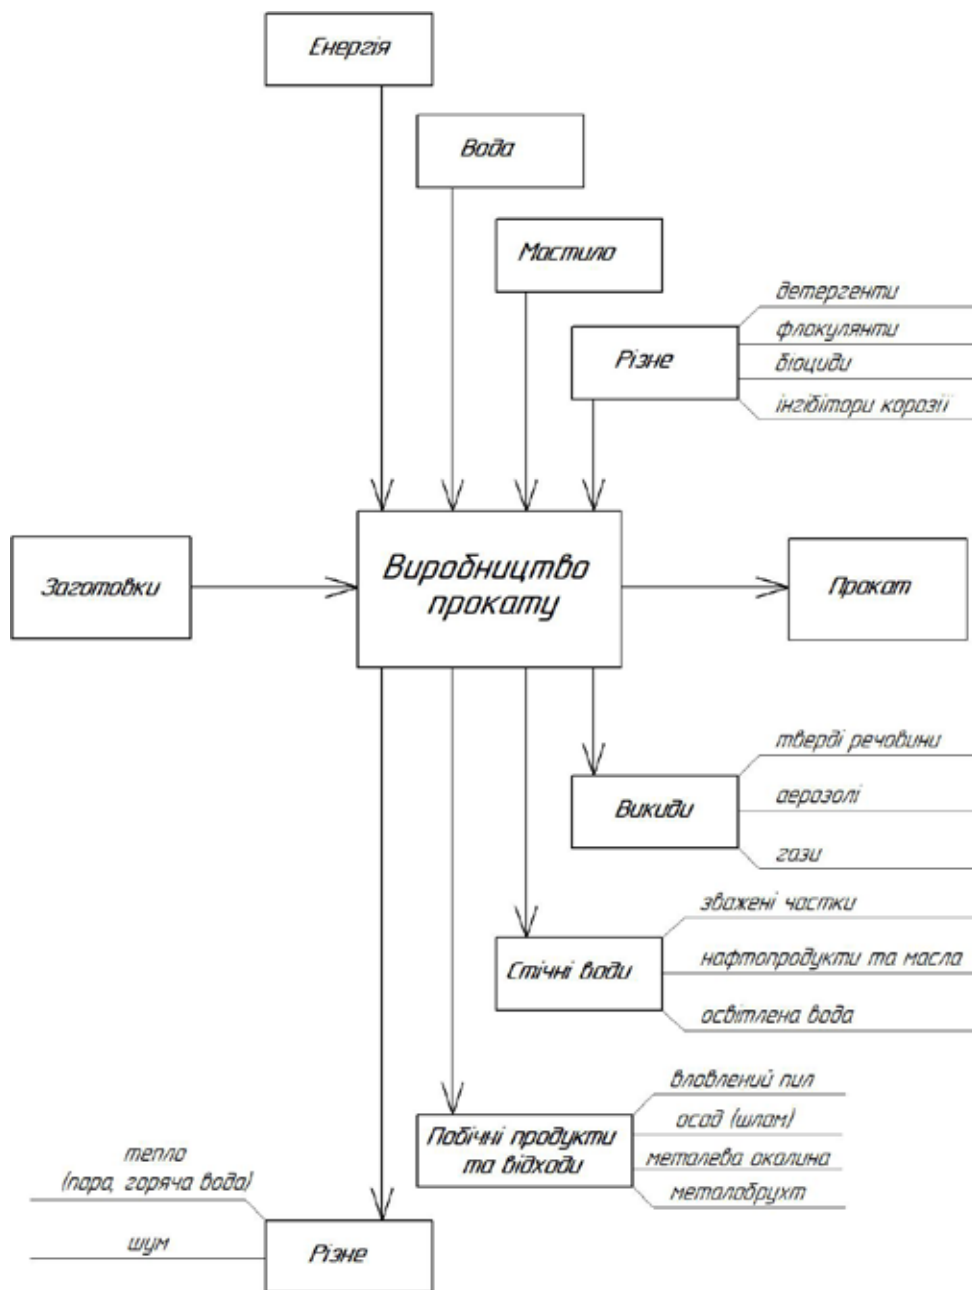 Енергія
Вода
Мастило
Різне
детергенти
флокулянти
біоциди
інгібітори корозії
Заготовки
Виробництво
прокату
Прокат
Викиди
тверді речовини
аерозолі
гази
Стічні води
зважені частки
нафтопродукти та масла
освітлена вода
Побічні продукти
та відходи
вловлений пил
осад (шлам)
металева окалина
металобрухт
тепло
(пара, горяча вода)
шум
Різне